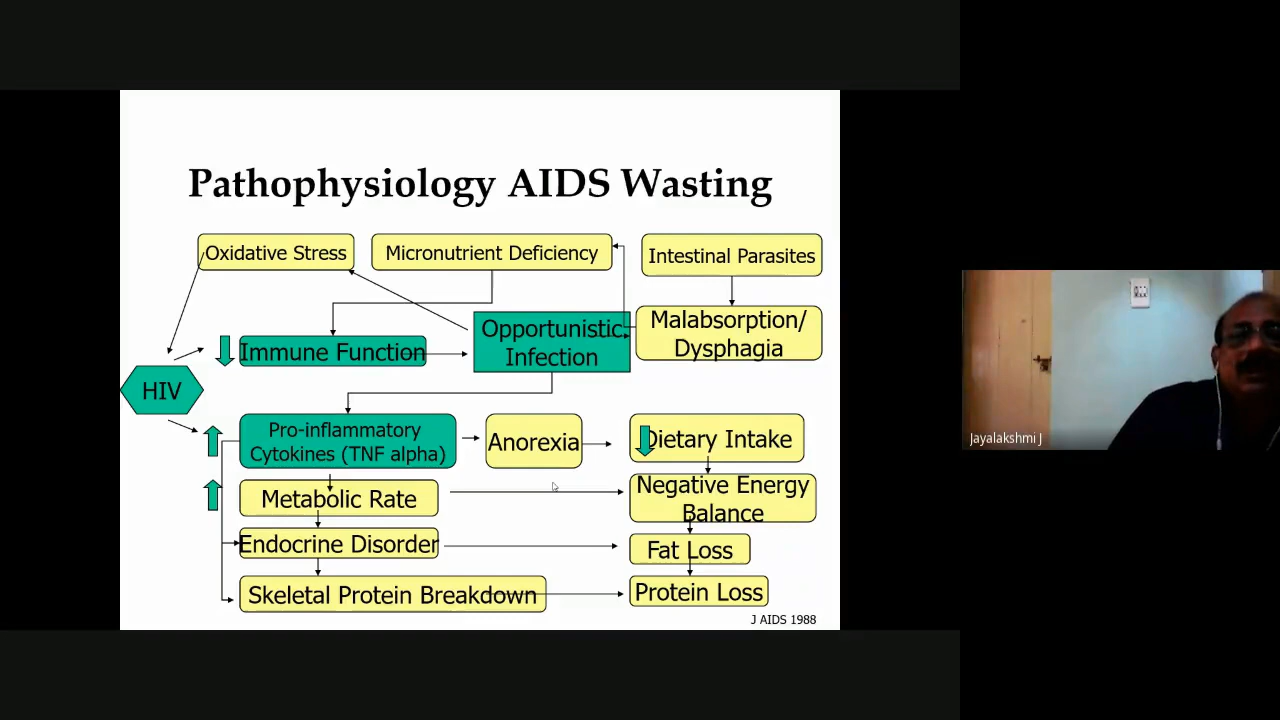 Pathophysiology AIDS Wasting
Oxidative Stress
Micronutrient Deficiency
Intestinal Parasites
Opportunistic
Infection
Malabsorption/
Dysphagia
Immune Function
HIV
Pro-inflammatory
Cytokines (TNF alpha)
Anorexia
Dietary Intake
Metabolic Rate
Negative Energy
Balance
Endocrine Disorder
Fat Loss
Skeletal Protein Breakdown
Protein Loss
J AIDS 1988
Jayalakshmi J